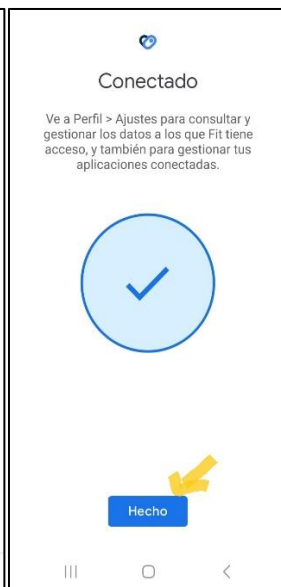 Conectado
Ve a Perfil > Ajustes para consultar y
gestionar los datos a los que Fit tiene
acceso, y también para gestionar tus
aplicaciones conectadas.
Hecho